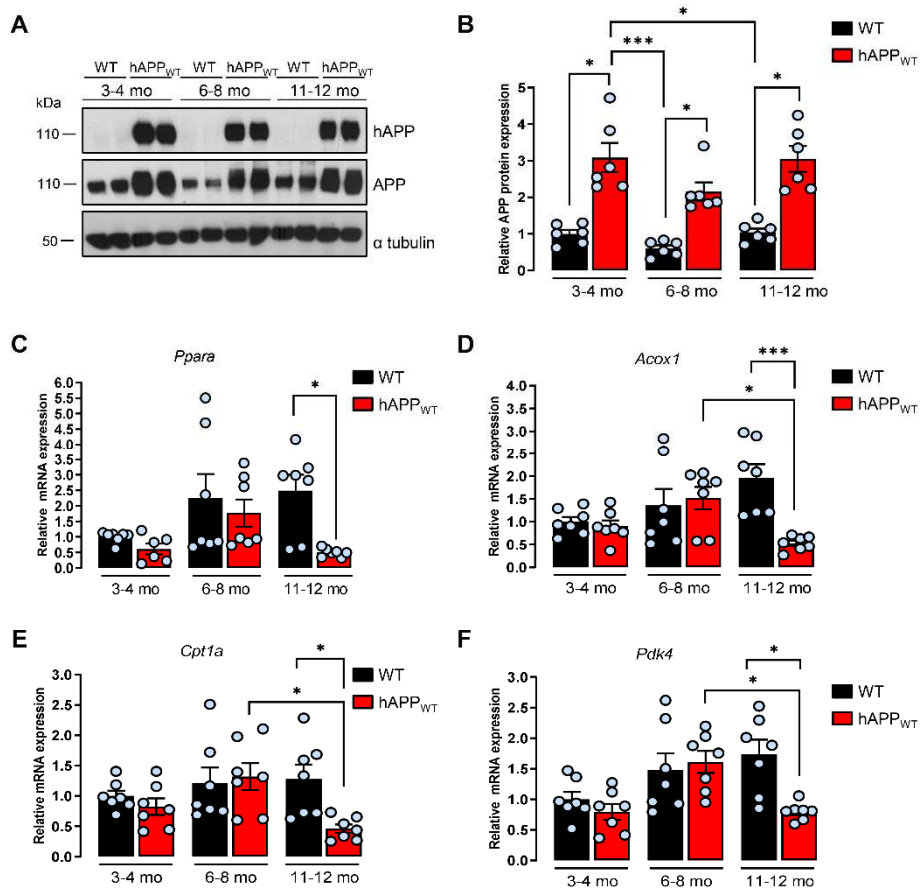 A
WT hAPPWT WT hAPPWT WT hAPPWT
kDa 3-4 mo 6-8 mo 11-12 mo
110 hAPP
110 APP
50 α tubulin
B
WT
hAPPWT
Relative APP protein expression
5
4
3
2
1
0
* *** * * *
3-4 mo 6-8 mo 11-12 mo
C
Ppara
WT
hAPPWT
Relative mRNA expression
6.0
5.5
5.0
4.5
4.0
3.5
3.0
2.5
2.0
1.5
1.0
0.5
0.0
*
3-4 mo 6-8 mo 11-12 mo
D
Acox1
WT
hAPPWT
Relative mRNA expression
4.0
3.5
3.0
2.5
2.0
1.5
1.0
0.5
0.0
* ***
3-4 mo 6-8 mo 11-12 mo
E
Cpt1a
WT
hAPPWT
Relative mRNA expression
3.0
2.5
2.0
1.5
1.0
0.5
0.0
* *
3-4 mo 6-8 mo 11-12 mo
F
Pdk4
WT
hAPPWT
Relative mRNA expression
3.0
2.5
2.0
1.5
1.0
0.5
0.0
* *
3-4 mo 6-8 mo 11-12 mo